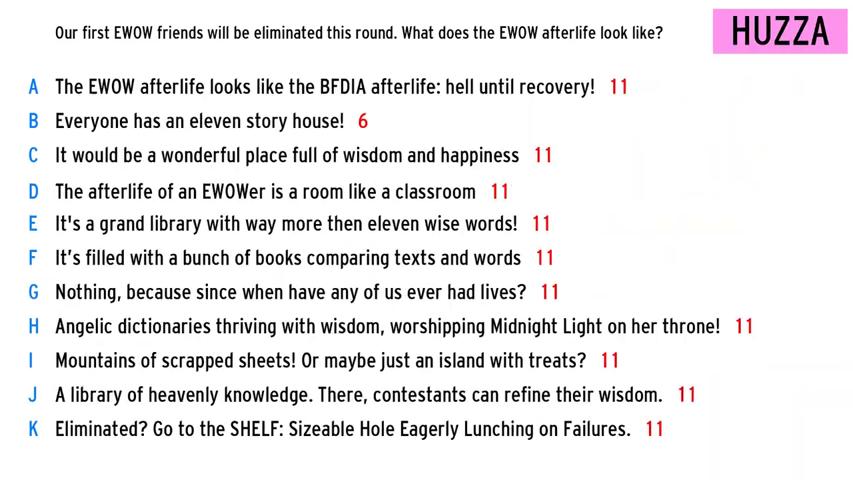 Our first EWOW friends will be eliminated this round. What does the EWOW afterlife look like?
HUZZA
A The EWOW afterlife looks like the BFDIA afterlife: hell until recovery! 11
B Everyone has an eleven story house! 6
C It would be a wonderful place full of wisdom and happiness 11
D The afterlife of an EWOWer is a room like a classroom 11
E It's a grand library with way more then eleven wise words! 11
F It’s filled with a bunch of books comparing texts and words 11
G Nothing, because since when have any of us ever had lives? 11
H Angelic dictionaries thriving with wisdom, worshipping Midnight Light on her throne! 11
I Mountains of scrapped sheets! Or maybe just an island with treats? 11
J A library of heavenly knowledge. There, contestants can refine their wisdom. 11
K Eliminated? Go to the SHELF: Sizeable Hole Eagerly Lunching on Failures. 11